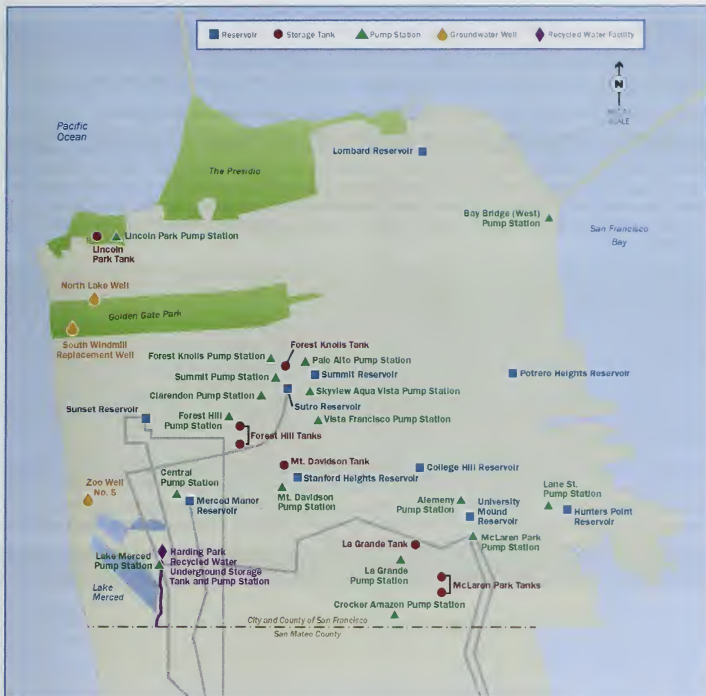 Reservoir
Storage Tank
Pump Station
Groundwater Well
Recycled Water Facility
N
SCALE
Pacific
Ocean
The Presidio
Lombard Reservoir
Bay Bridge (West)
Pump Station
San Francisco
Bay
Lincoln Park Pump Station
Lincoln
Park Tank
North Lake Well
Golden Gate Park
South Windmill
Replacement Well
Forest Knolls Tank
Forest Knolls Pump Station
Palo Alto Pump Station
Summit Pump Station
Summit Reservoir
Potrero Heights Reservoir
Clarendon Pump Station
Skyview Aqua Vista Pump Station
Sutro Reservoir
Sunset Reservoir
Forest Hill
Pump Station
Vista Francisco Pump Station
Forest Hill Tanks
Mt. Davidson Tank
College Hill Reservoir
Stanford Heights Reservoir
Central
Pump Station
Zoo Well
No. 5
Merced Manor
Reservoir
Mt. Davidson
Pump Station
Alemeny
Pump Station
University
Mound
Reservoir
Lane St.
Pump Station
Hunters Point
Reservoir
McLaren Park
Pump Station
La Grande Tank
Lake Merced
Pump Station
Harding Park
Recycled Water
Underground Storage
Tank and Pump Station
La Grande
Pump Station
Lake
Merced
McLaren Park Tanks
Crocker Amazon Pump Station
City and County of San Francisco
San Mateo County